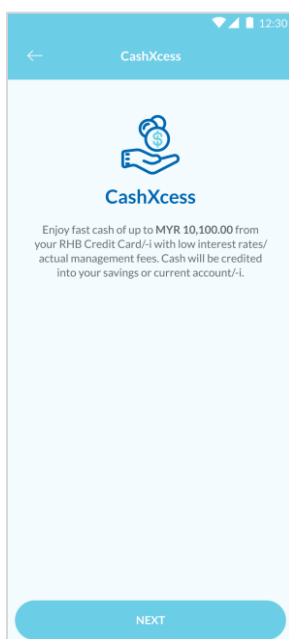 12:30
CashXcess
CashXcess
Enjoy fast cash of up to MYR 10,100.00 from
your RHB Credit Card/-i with low interest rates/
actual management fees. Cash will be credited
into your savings or current account/-i.
NEXT